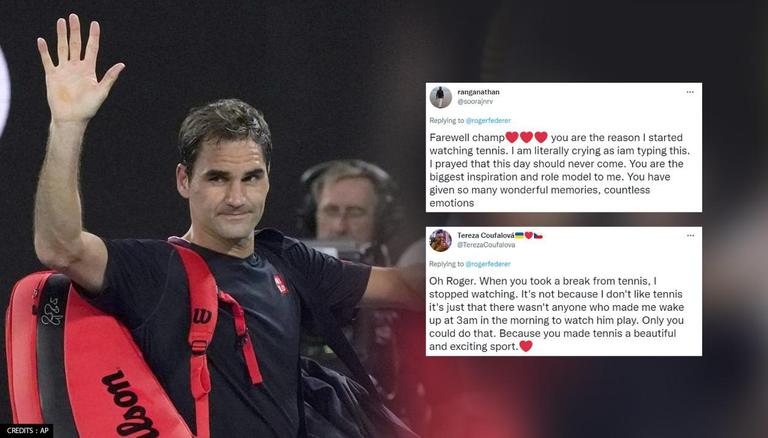 ranganathan
@soorajnrv
Replying to @rogerfederer
Farewell champ❤❤❤ you are the reason I started
watching tennis. I am literally crying as iam typing this.
I prayed that this day should never come. You are the
biggest inspiration and role model to me. You have
given so many wonderful memories, countless
emotions
Tereza Coufalová🇺🇦❤🇨🇿
@TerezaCoufalova
Replying to @rogerfederer
Oh Roger. When you took a break from tennis, I
stopped watching. It's not because I don't like tennis
it's just that there wasn't anyone who made me wake
up at 3am in the morning to watch him play. Only you
could do that. Because you made tennis a beautiful
and exciting sport.❤
W
Wilson
CREDITS : AP